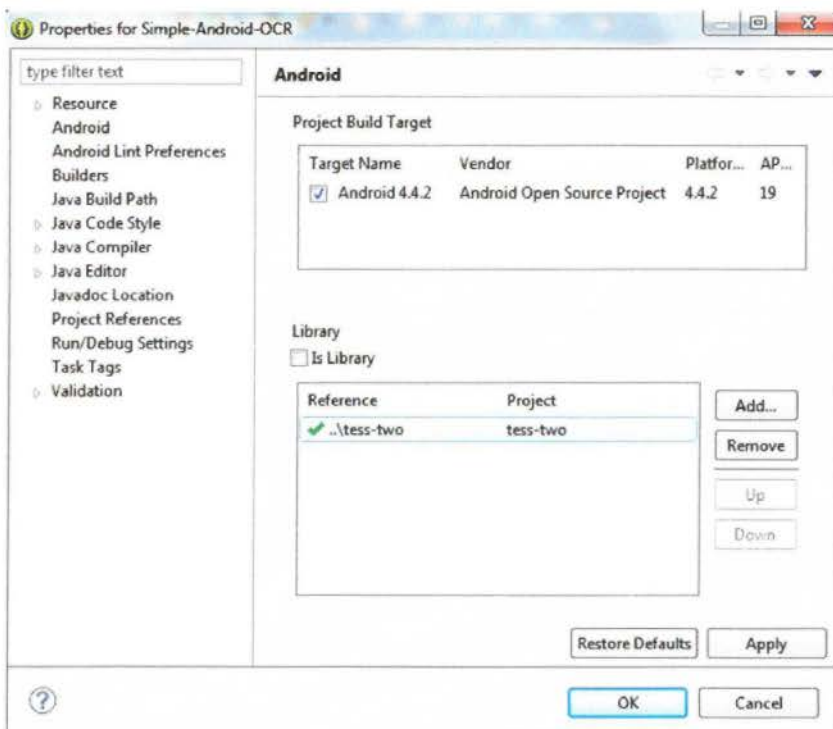 Properties for Simple-Android-OCR
type filter text
Resource
Android
Android Lint Preferences
Builders
Java Build Path
Java Code Style
Java Compiler
Java Editor
Javadoc Location
Project References
Run/Debug Settings
Task Tags
Validation
Android
Project Build Target
Target Name Vendor Platfor... AP...
Android 4.4.2 Android Open Source Project 4.4.2 19
Library
Is Library
Reference Project
..\tess-two tess-two
Add...
Remove
Up
Down
Restore Defaults Apply
? OK Cancel